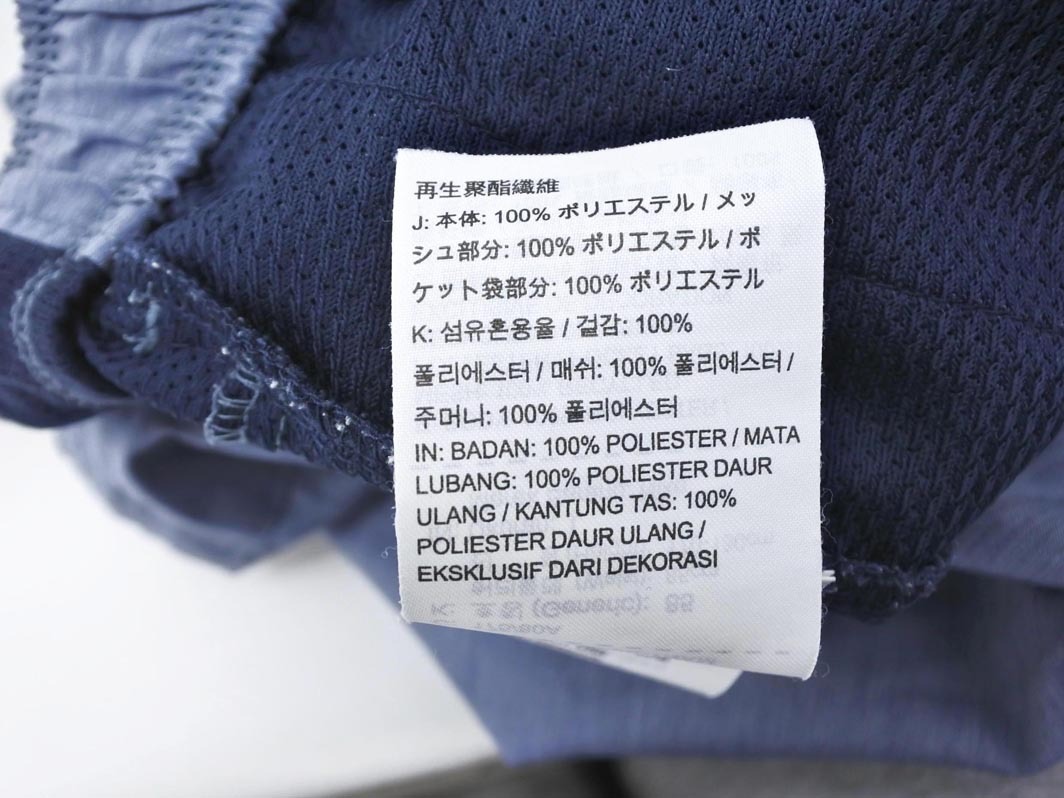 再生聚酯纖維
J: 本体: 100% ポリエステル / メッ
シュ部分: 100% ポリエステル / ポ
ケット袋部分: 100% ポリエステル
K: 섬유혼용율 / 겉감: 100%
폴리에스터 / 매쉬: 100% 폴리에스터 /
주머니: 100% 폴리에스터
IN: BADAN: 100% POLIESTER / MATA
LUBANG: 100% POLIESTER DAUR
ULANG / KANTUNG TAS: 100%
POLIESTER DAUR ULANG /
EKSKLUSIF DARI DEKORASI